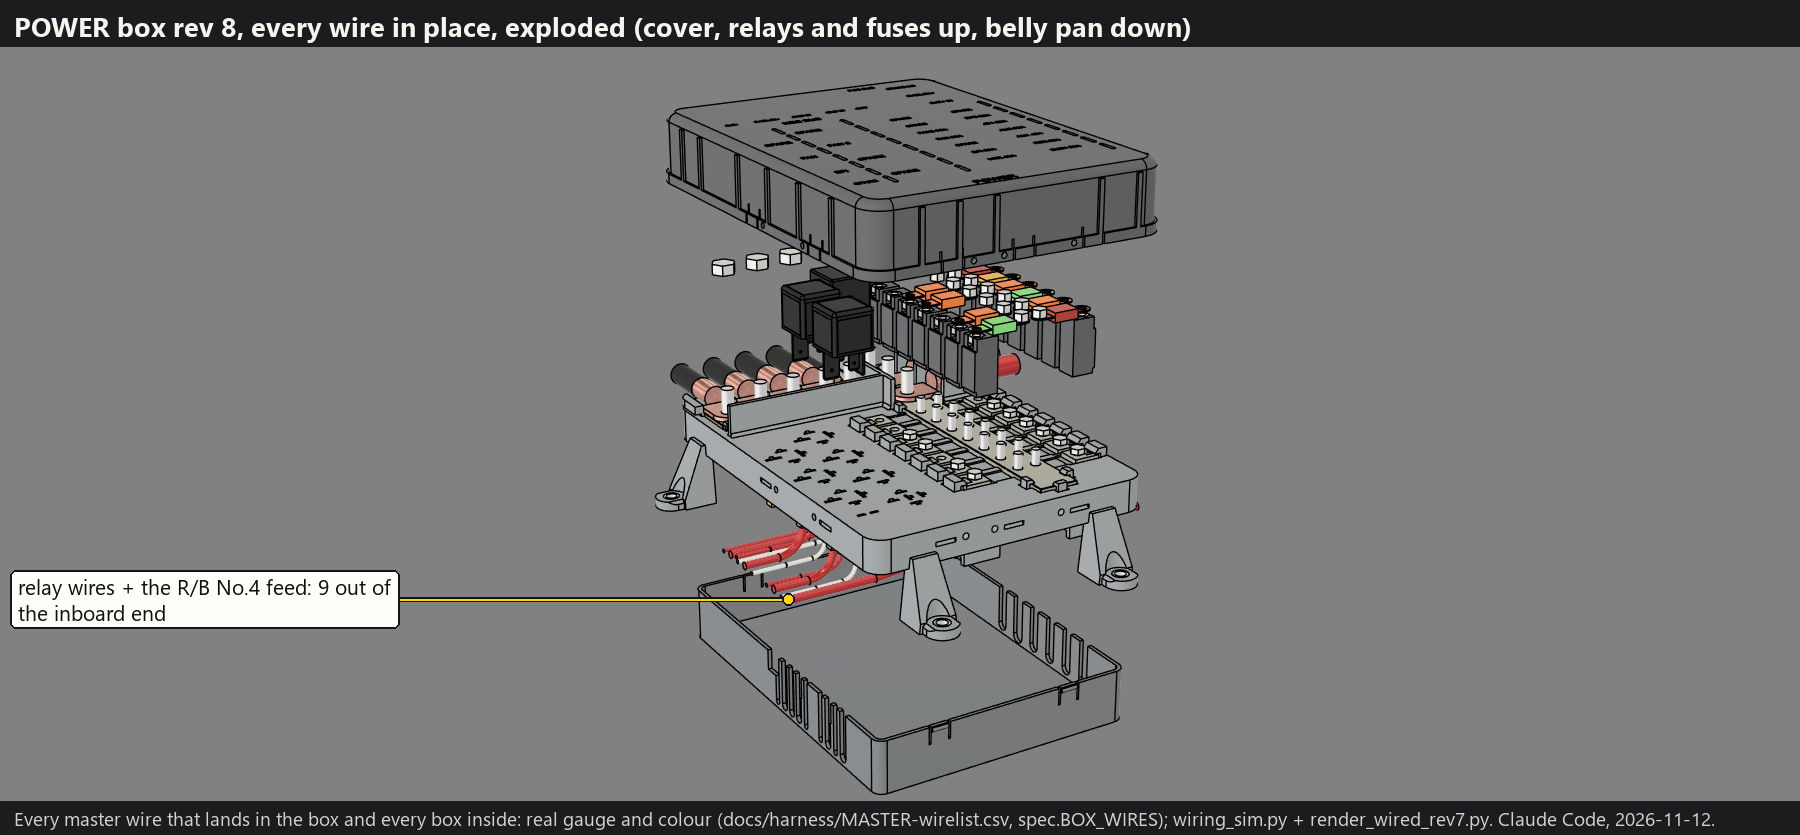 POWER box rev 8, every wire in place, exploded (cover, relays and fuses up, belly pan down)
relay wires + the R/B No.4 feed: 9 out of
the inboard end
Every master wire that lands in the box and every box inside: real gauge and colour (docs/harness/MASTER-wirelist.csv, spec.BOX_WIRES); wiring_sim.py + render_wired_rev7.py. Claude Code, 2026-11-12.